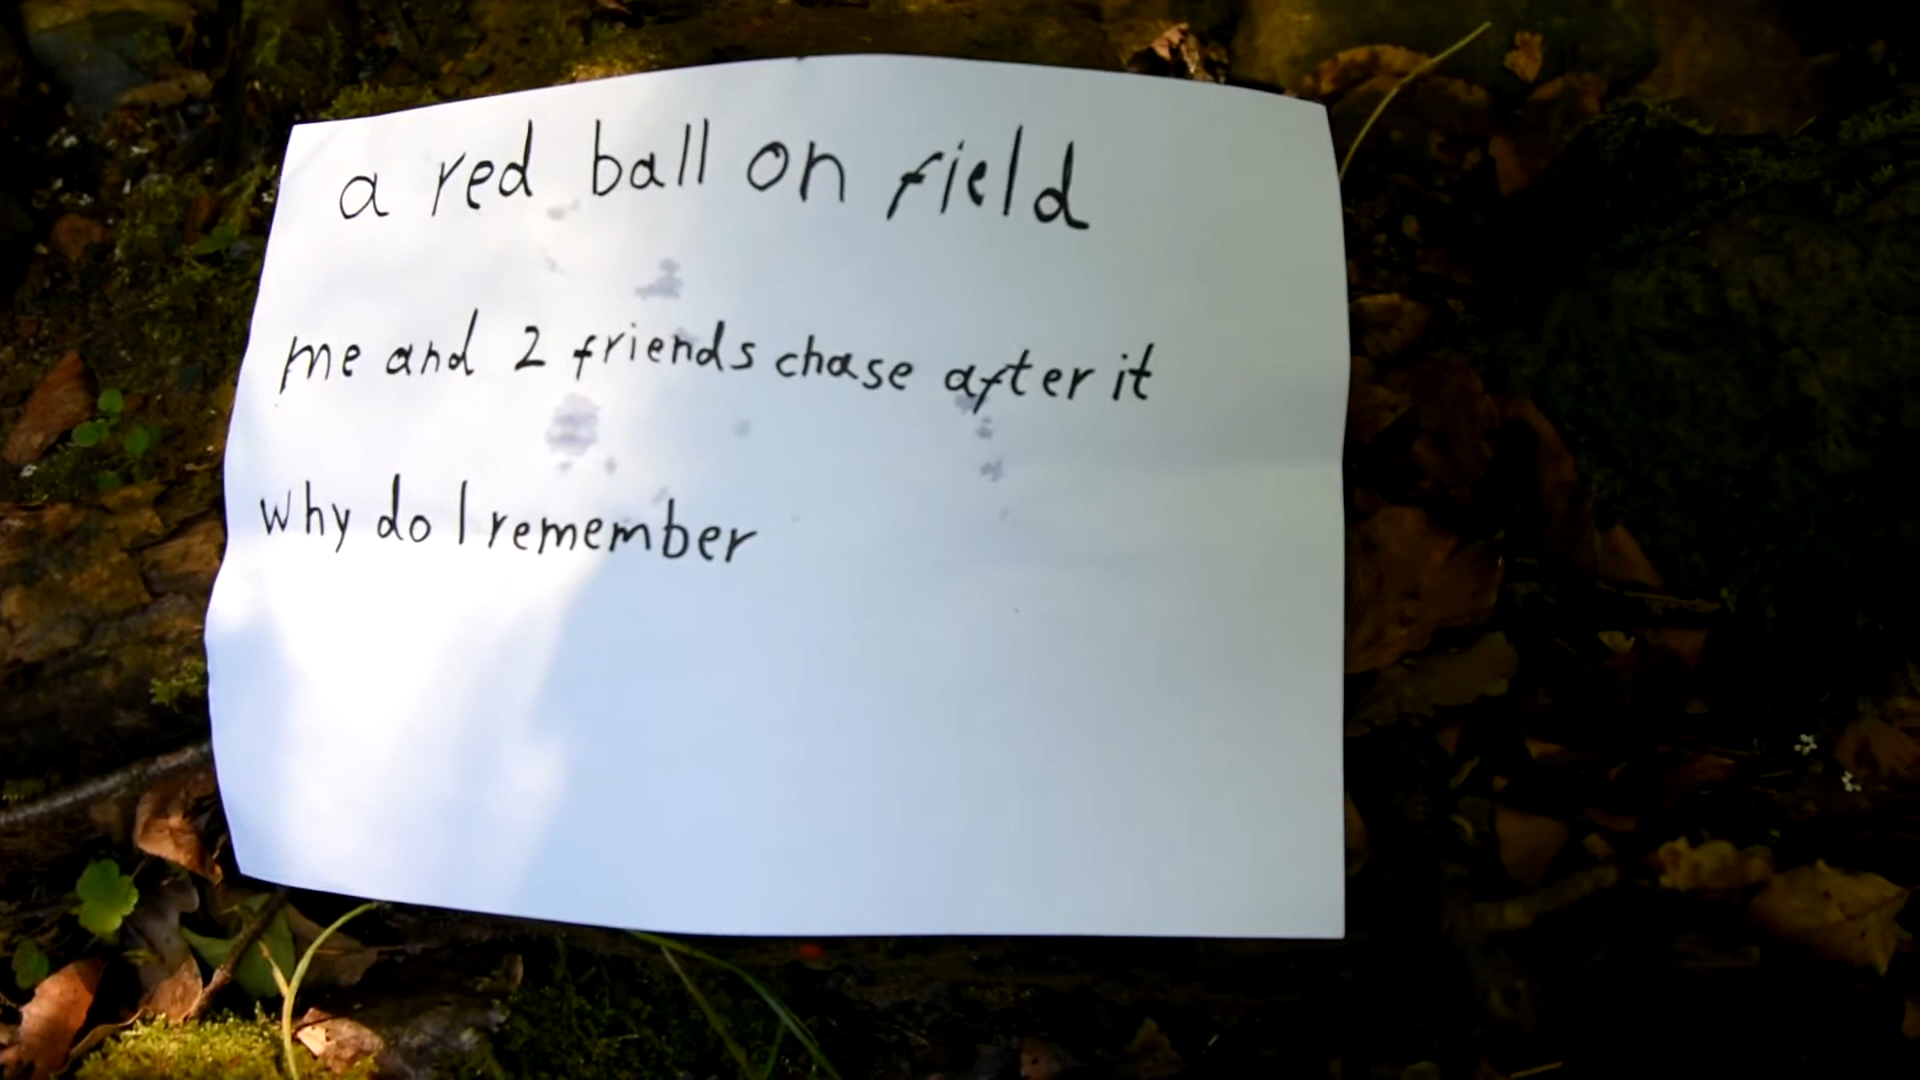 a red ball on field
me and 2 friends chase after it
why do I remember